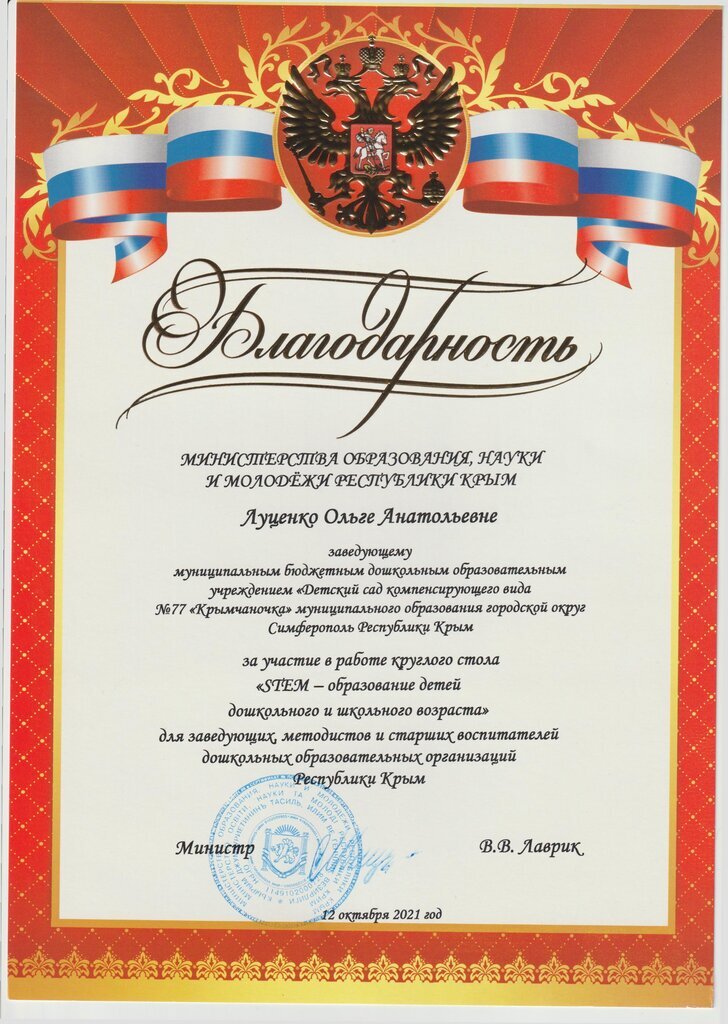 Благодарность
МИНИСТЕРСТВА ОБРАЗОВАНИЯ, НАУКИ
И МОЛОДЁЖИ РЕСПУБЛИКИ КРЫМ
Луценко Ольге Анатольевне
заведующему
муниципальным бюджетным дошкольным образовательным
учреждением «Детский сад компенсирующего вида
№77 «Крымчаночка» муниципального образования городской округ
Симферополь Республики Крым
за участие в работе круглого стола
«STEM – образование детей
дошкольного и школьного возраста»
для заведующих, методистов и старших воспитателей
дошкольных образовательных организаций
Республики Крым
Министр
В.В. Лаврик
12 октября 2021 год